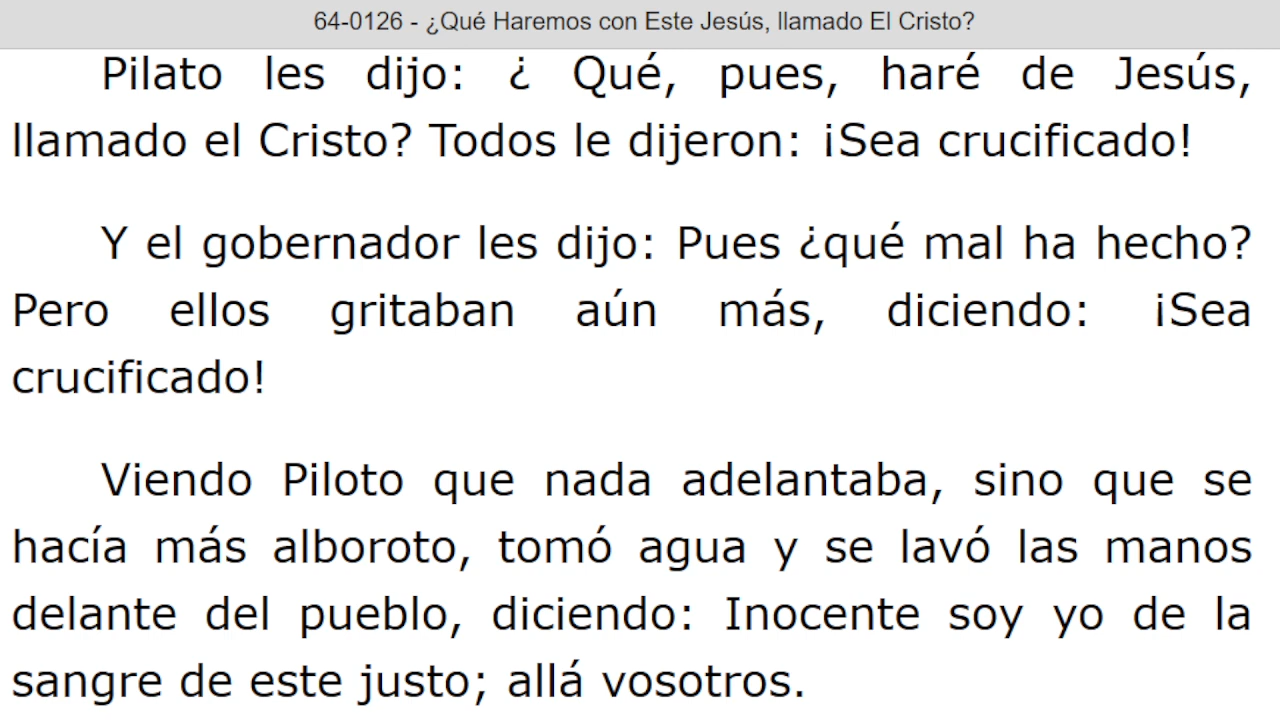 64-0126 - ¿Qué Haremos con Este Jesús, llamado El Cristo?
Pilato les dijo: ¿ Qué, pues, haré de Jesús,
llamado el Cristo? Todos le dijeron: ¡Sea crucificado!
Y el gobernador les dijo: Pues ¿qué mal ha hecho?
Pero ellos gritaban aún más, diciendo: ¡Sea
crucificado!
Viendo Piloto que nada adelantaba, sino que se
hacía más alboroto, tomó agua y se lavó las manos
delante del pueblo, diciendo: Inocente soy yo de la
sangre de este justo; allá vosotros.